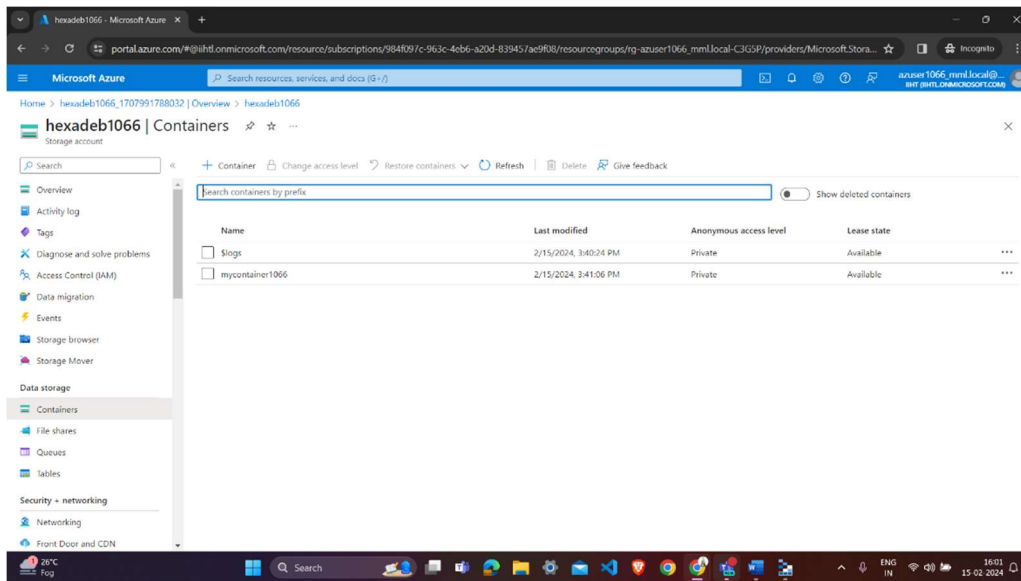 hexadeb1066 - Microsoft Azure
portal.azure.com/#@iihtl.onmicrosoft.com/resource/subscriptions/984f097c-963c-4eb6-a20d-839457ae9f08/resourcegroups/rg-azuser1066_mml.local-C3G5P/providers/Microsoft.Stora...
Incognito
Microsoft Azure
Search resources, services, and docs (G+/)
azuser1066_mml.local@...
IIHT (IIHTL.ONMICROSOFT.COM)
Home > hexadeb1066_1707991788032 | Overview > hexadeb1066
hexadeb1066 | Containers
Storage account
Search
+ Container Change access level Restore containers Refresh Delete Give feedback
Search containers by prefix
Show deleted containers
Name Last modified Anonymous access level Lease state
$logs 2/15/2024, 3:40:24 PM Private Available
mycontainer1066 2/15/2024, 3:41:06 PM Private Available
Overview
Activity log
Tags
Diagnose and solve problems
Access Control (IAM)
Data migration
Events
Storage browser
Storage Mover
Data storage
Containers
File shares
Queues
Tables
Security + networking
Networking
Front Door and CDN
1
26°C
Fog
Search
ENG
IN
16:01
15-02-2024